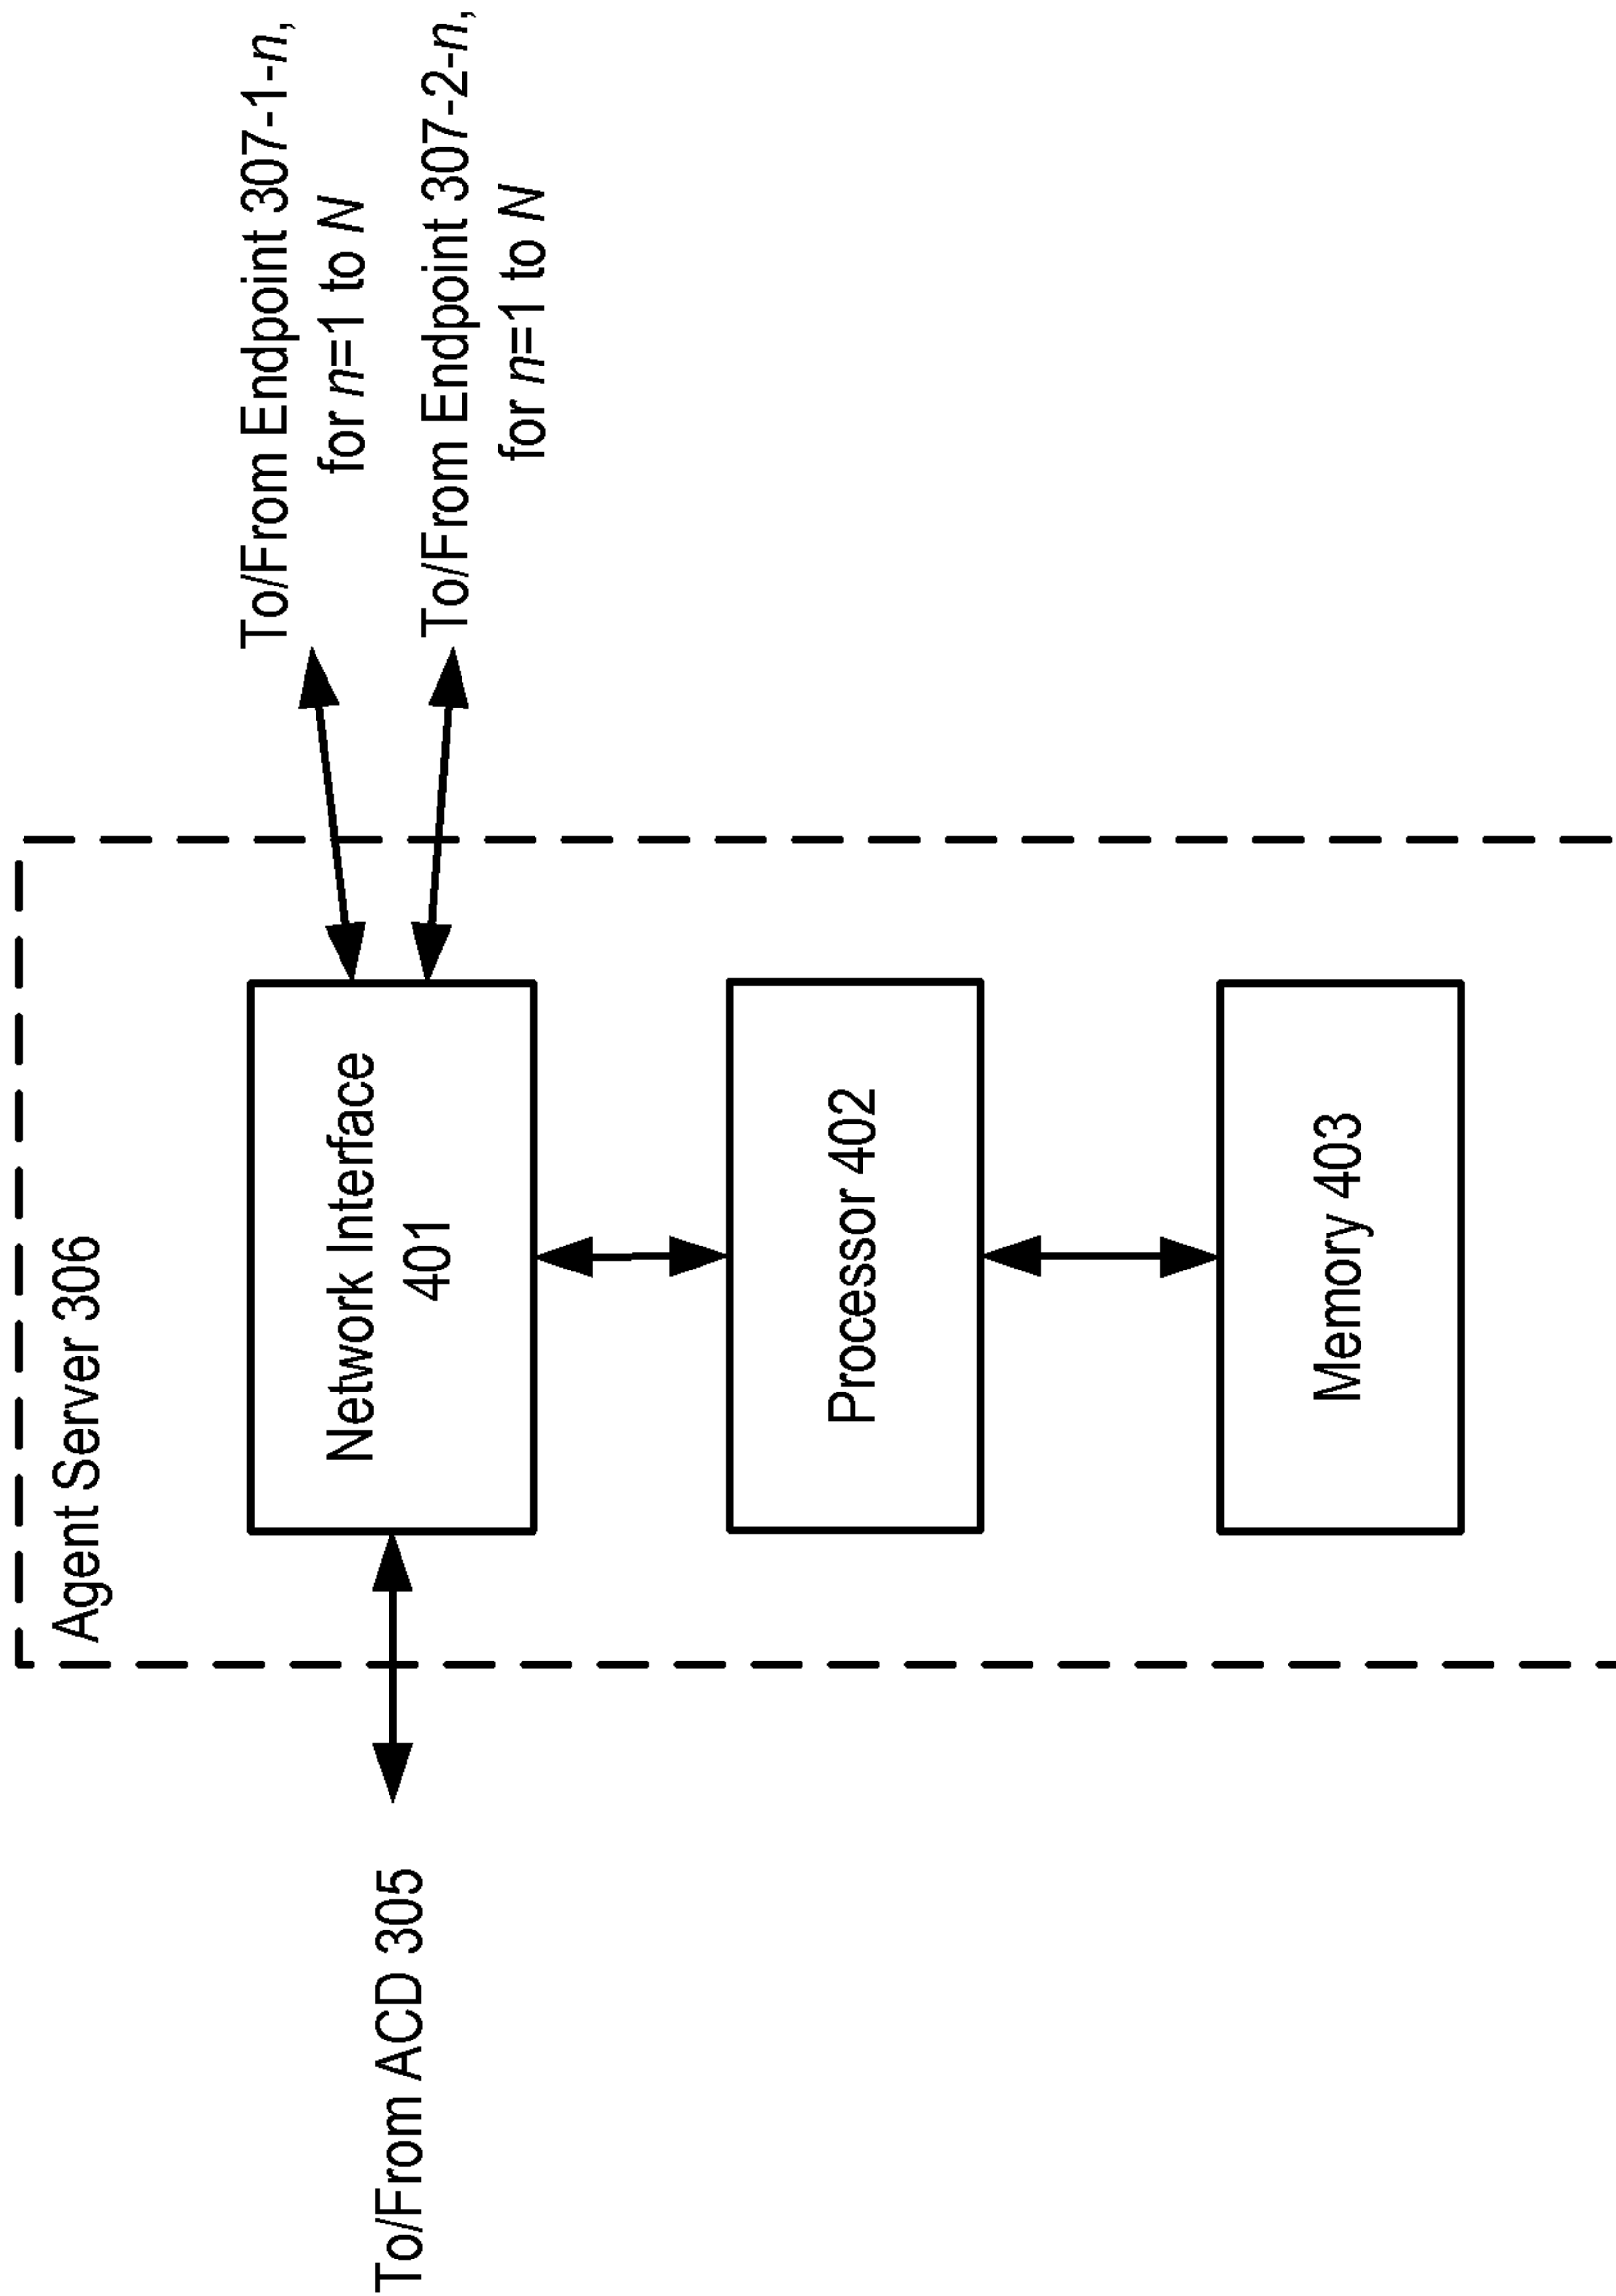 Agent Server 306
To/From ACD 305
Network Interface
401
To/From Endpoint 307-1-n,
for n=1 to N
To/From Endpoint 307-2-n,
for n=1 to N
Processor 402
Memory 403